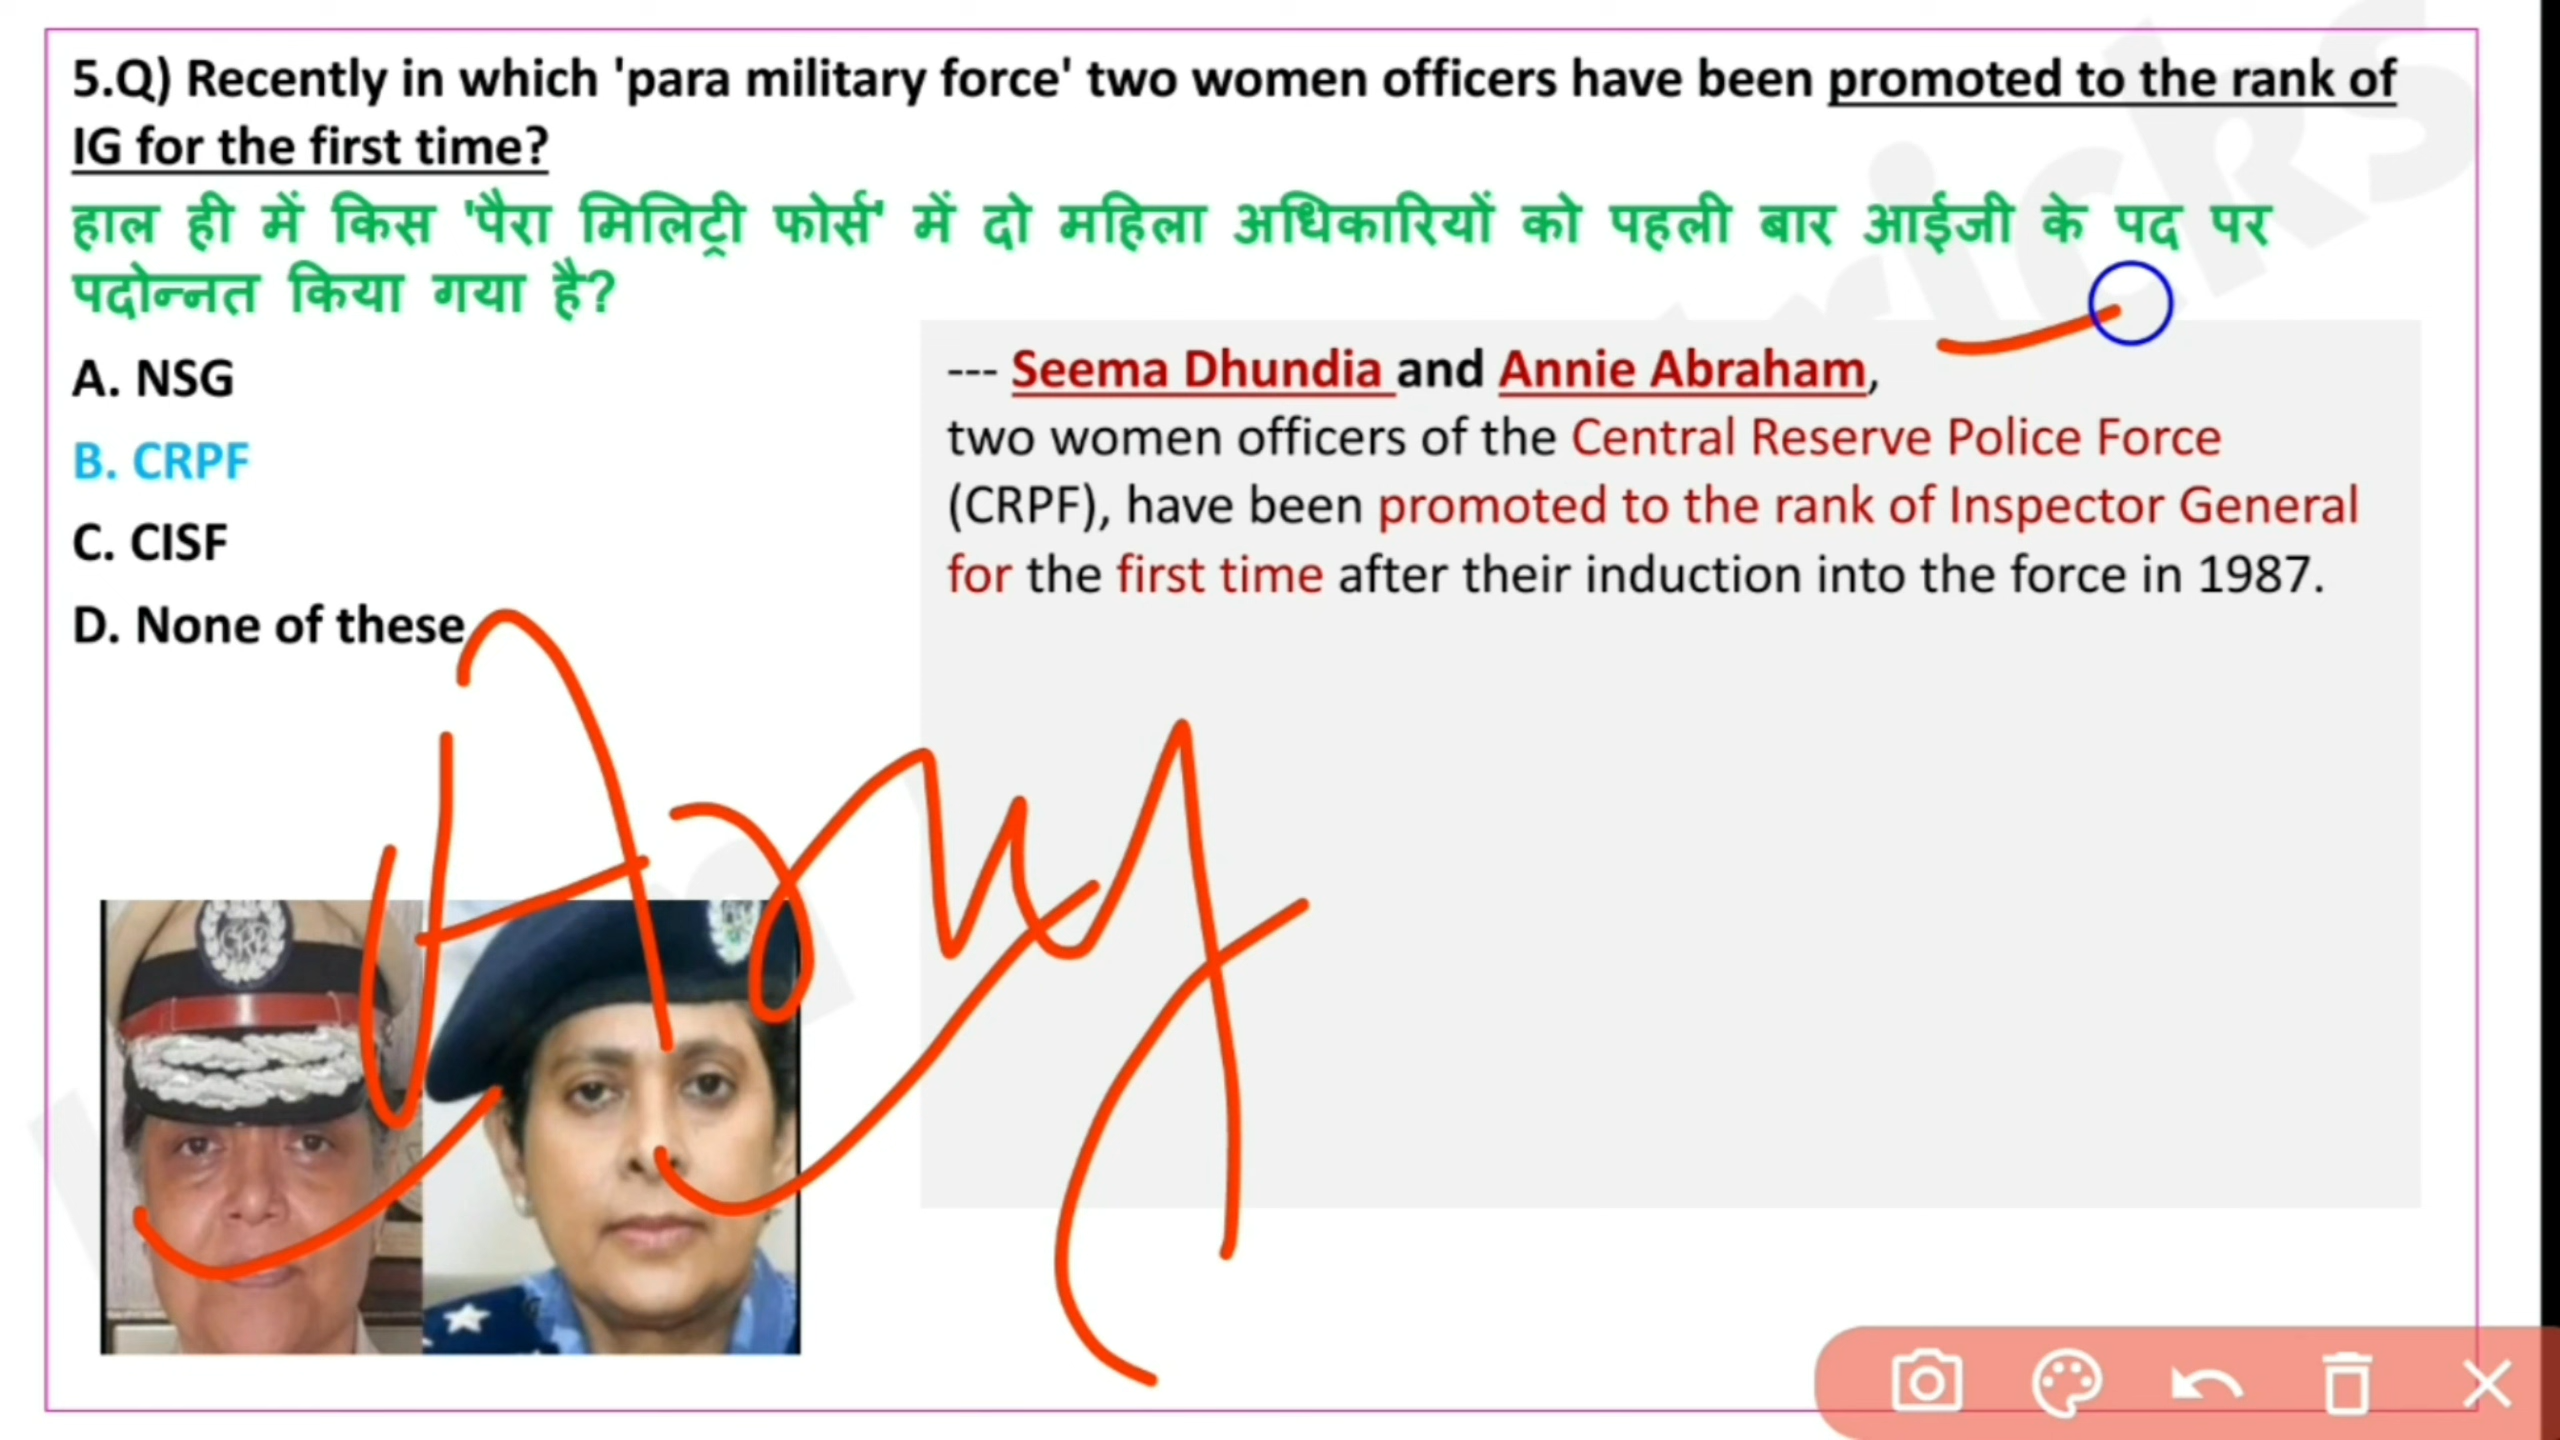 5.Q) Recently in which 'para military force' two women officers have been promoted to the rank of
IG for the first time?
हाल ही में किस 'पैरा मिलिट्री फोर्स' में दो महिला अधिकारियों को पहली बार आईजी के पद पर
पदोन्नत किया गया है?
A. NSG
B. CRPF
C. CISF
D. None of these
--- Seema Dhundia and Annie Abraham,
two women officers of the Central Reserve Police Force
(CRPF), have been promoted to the rank of Inspector General
for the first time after their induction into the force in 1987.
Army